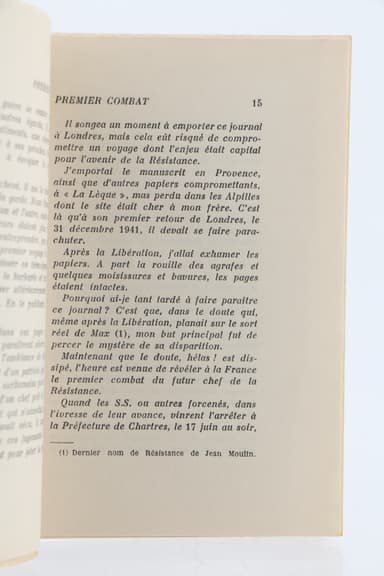 PREMIER COMBAT 15
Il songea un moment à emporter ce journal
à Londres, mais cela eût risqué de compro-
mettre un voyage dont l'enjeu était capital
pour l'avenir de la Résistance.
J'emportai le manuscrit en Provence,
ainsi que d'autres papiers compromettants,
à « La Lèque », mas perdu dans les Alpilles
dont le site était cher à mon frère. C'est
là qu'à son premier retour de Londres, le
31 décembre 1941, il devait se faire para-
chuter.
Après la Libération, j'allai exhumer les
papiers. A part la rouille des agrafes et
quelques moisissures et bavures, les pages
étaient intactes.
Pourquoi ai-je tant tardé à faire paraître
ce journal ? C'est que, dans le doute qui,
même après la Libération, planait sur le sort
réel de Max (1), mon but principal fut de
percer le mystère de sa disparition.
Maintenant que le doute, hélas ! est dis-
sipé, l'heure est venue de révéler à la France
le premier combat du futur chef de la
Résistance.
Quand les S.S. ou autres forcenés, dans
l'ivresse de leur avance, vinrent l'arrêter à
la Préfecture de Chartres, le 17 juin au soir,
(1) Dernier nom de Résistance de Jean Moulin.